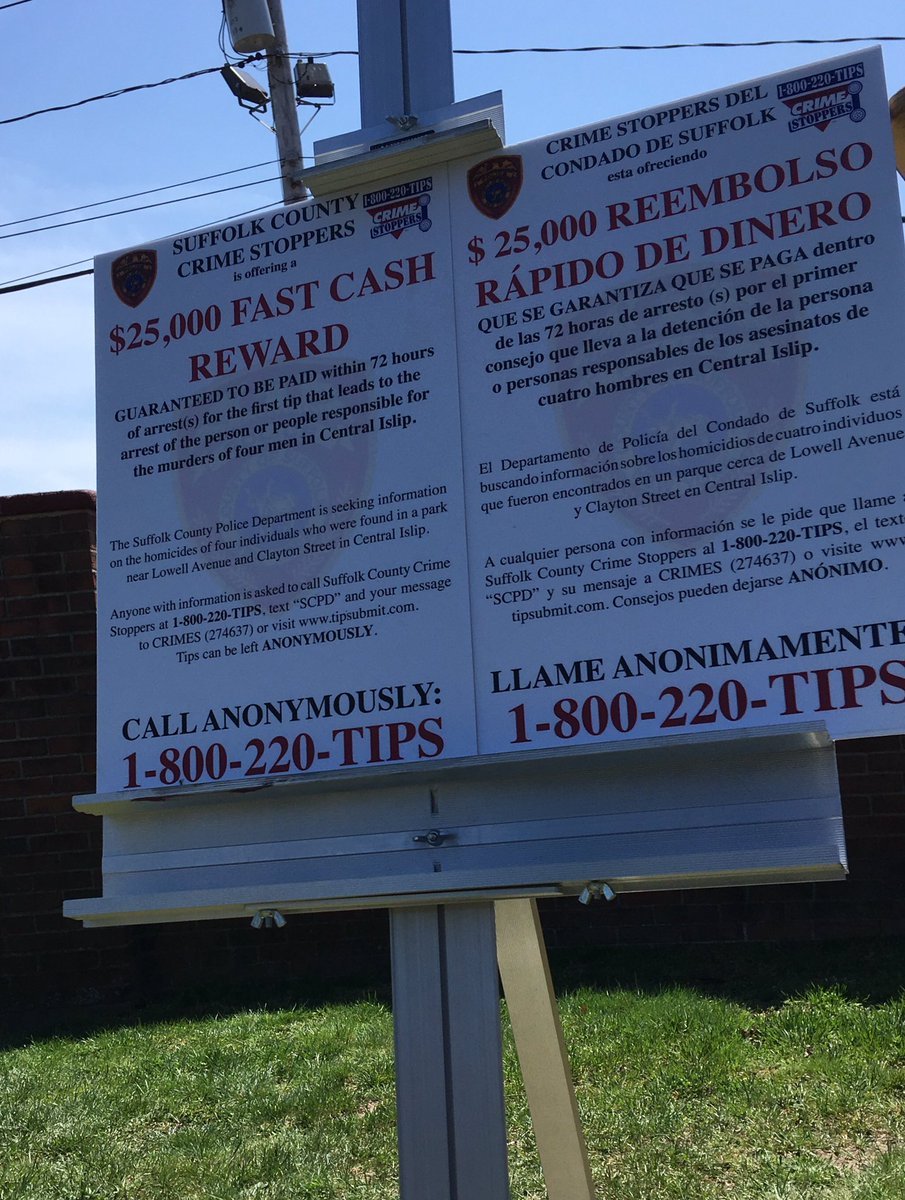 SUFFOLK COUNTY
CRIME STOPPERS
is offering a
1-800-220-TIPS
CRIME
STOPPERS
$25,000 FAST CASH
REWARD
GUARANTEED TO BE PAID within 72 hours
of arrest(s) for the first tip that leads to the
arrest of the person or people responsible for
the murders of four men in Central Islip.
The Suffolk County Police Department is seeking information
on the homicides of four individuals who were found in a park
near Lowell Avenue and Clayton Street in Central Islip.
Anyone with information is asked to call Suffolk County Crime
Stoppers at 1-800-220-TIPS, text “SCPD” and your message
to CRIMES (274637) or visit www.tipsubmit.com.
Tips can be left ANONYMOUSLY.
CALL ANONYMOUSLY:
1-800-220-TIPS
CRIME STOPPERS DEL
CONDADO DE SUFFOLK
esta ofreciendo
1-800-220-TIPS
CRIME
STOPPERS
$ 25,000 REEMBOLSO
RÁPIDO DE DINERO
QUE SE GARANTIZA QUE SE PAGA dentro
de las 72 horas de arresto (s) por el primer
consejo que lleva a la detención de la persona
o personas responsables de los asesinatos de
cuatro hombres en Central Islip.
El Departamento de Policía del Condado de Suffolk está
buscando información sobre los homicidios de cuatro individuos
que fueron encontrados en un parque cerca de Lowell Avenue
y Clayton Street en Central Islip.
A cualquier persona con información se le pide que llame a
Suffolk County Crime Stoppers al 1-800-220-TIPS, el text
“SCPD” y su mensaje a CRIMES (274637) o visite www
tipsubmit.com. Consejos pueden dejarse ANÓNIMO.
LLAME ANONIMAMENTE
1-800-220-TIPS